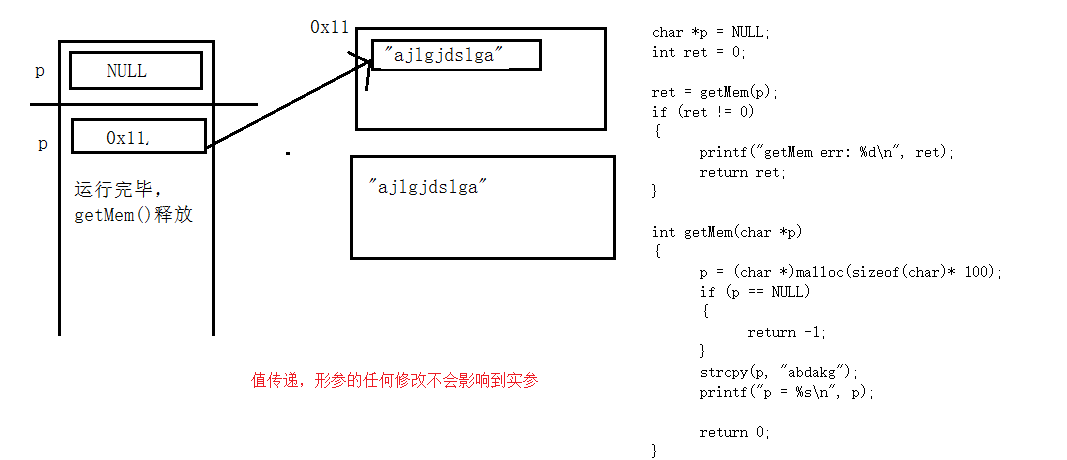 0x11
"ajlgjdslga"
p
NULL
p
0x11,
运行完毕,
getMem()释放
"ajlgjdslga"
值传递，形参的任何修改不会影响到实参
char *p = NULL;
int ret = 0;
ret = getMem(p);
if (ret != 0)
{
printf("getMem err: %d\n", ret);
return ret;
}
int getMem(char *p)
{
p = (char *)malloc(sizeof(char)* 100);
if (p == NULL)
{
return -1;
}
strcpy(p, "abdakg");
printf("p = %s\n", p);
return 0;
}